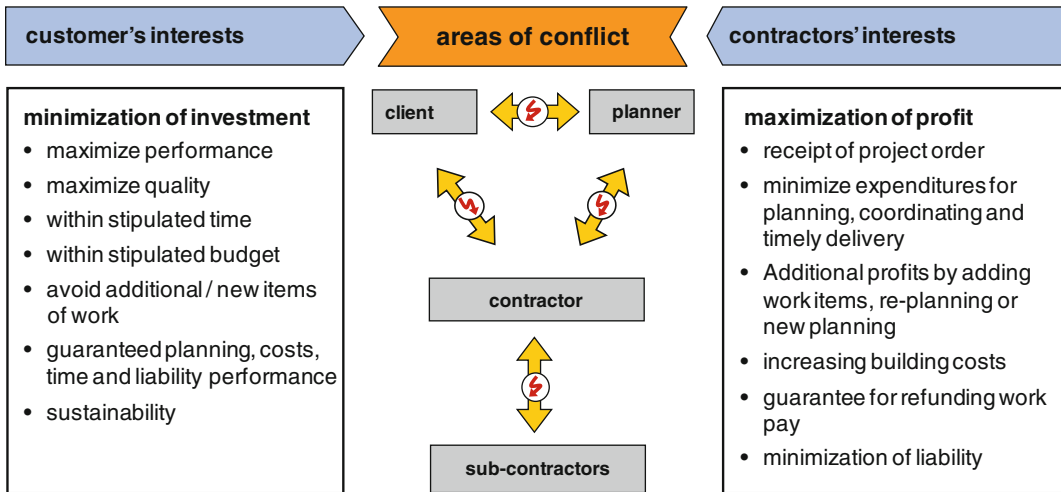 customer's interests
areas of conflict
contractors' interests
minimization of investment
• maximize performance
• maximize quality
• within stipulated time
• within stipulated budget
• avoid additional / new items
of work
• guaranteed planning, costs,
time and liability performance
• sustainability
client
planner
contractor
sub-contractors
maximization of profit
• receipt of project order
• minimize expenditures for
planning, coordinating and
timely delivery
• Additional profits by adding
work items, re-planning or
new planning
• increasing building costs
• guarantee for refunding work
pay
• minimization of liability